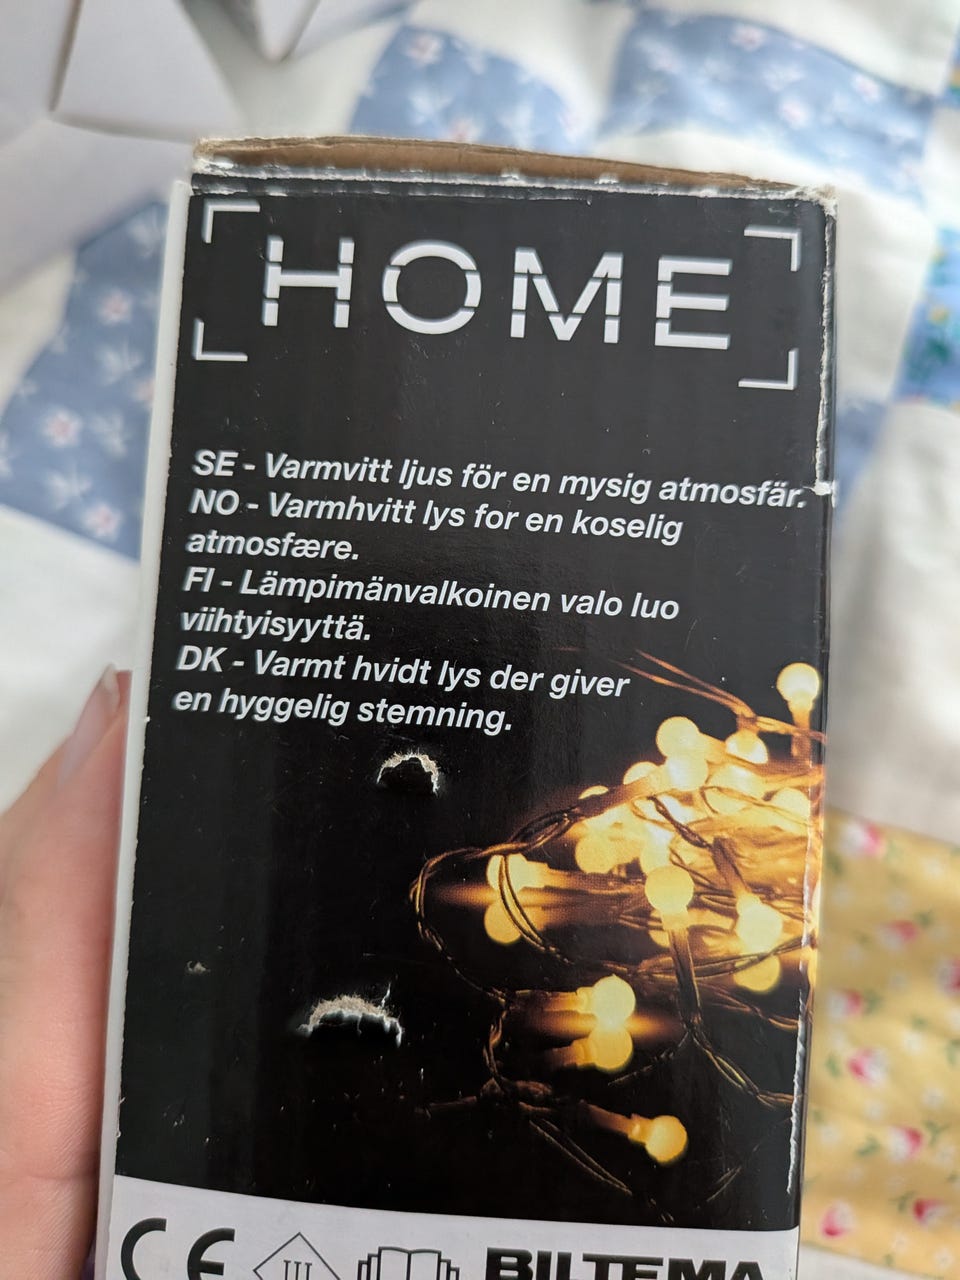 HOME
SE - Varmvitt ljus för en mysig atmosfär.
NO - Varmhvitt lys for en koselig
atmosfære.
FI - Lämpimänvalkoinen valo luo
viihtyisyyttä.
DK - Varmt hvidt lys der giver
en hyggelig stemning.
CE III BILTEMA